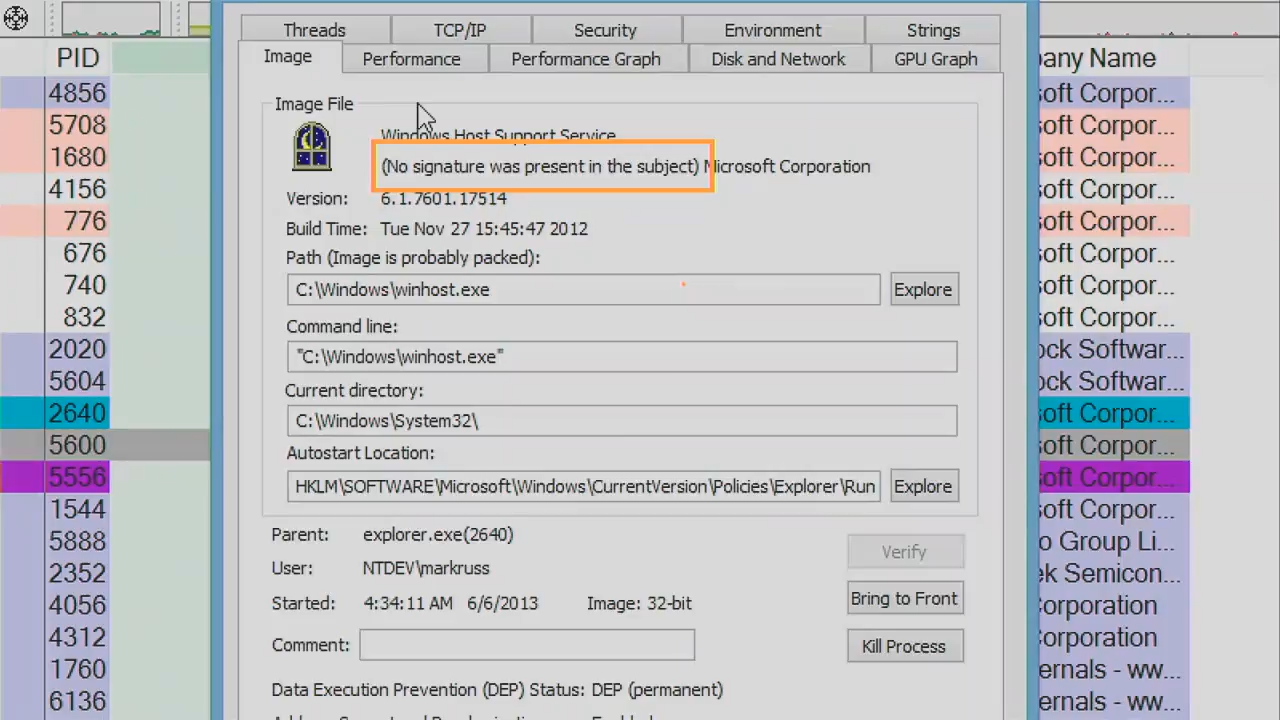 Threads TCP/IP Security Environment Strings
Image Performance Performance Graph Disk and Network GPU Graph
PID
4856
5708
1680
4156
776
676
740
832
2020
5604
2640
5600
5556
1544
5888
2352
4056
4312
1760
6136
Image File
Windows Host Support Service
(No signature was present in the subject) Microsoft Corporation
Version: 6.1.7601.17514
Build Time: Tue Nov 27 15:45:47 2012
Path (Image is probably packed):
C:\Windows\winhost.exe Explore
Command line:
"C:\Windows\winhost.exe"
Current directory:
C:\Windows\System32\
Autostart Location:
HKLM\SOFTWARE\Microsoft\Windows\CurrentVersion\Policies\Explorer\Run Explore
Parent: explorer.exe(2640)
Verify
User: NTDEV\markruss
Started: 4:34:11 AM 6/6/2013 Image: 32-bit
Bring to Front
Comment:
Kill Process
Data Execution Prevention (DEP) Status: DEP (permanent)
any Name
soft Corpor...
soft Corpor...
soft Corpor...
soft Corpor...
soft Corpor...
soft Corpor...
soft Corpor...
soft Corpor...
ock Softwar...
ock Softwar...
soft Corpor...
soft Corpor...
soft Corpor...
soft Corpor...
o Group Li...
ek Semicon...
Corporation
Corporation
ternals - ww...
ternals - ww...